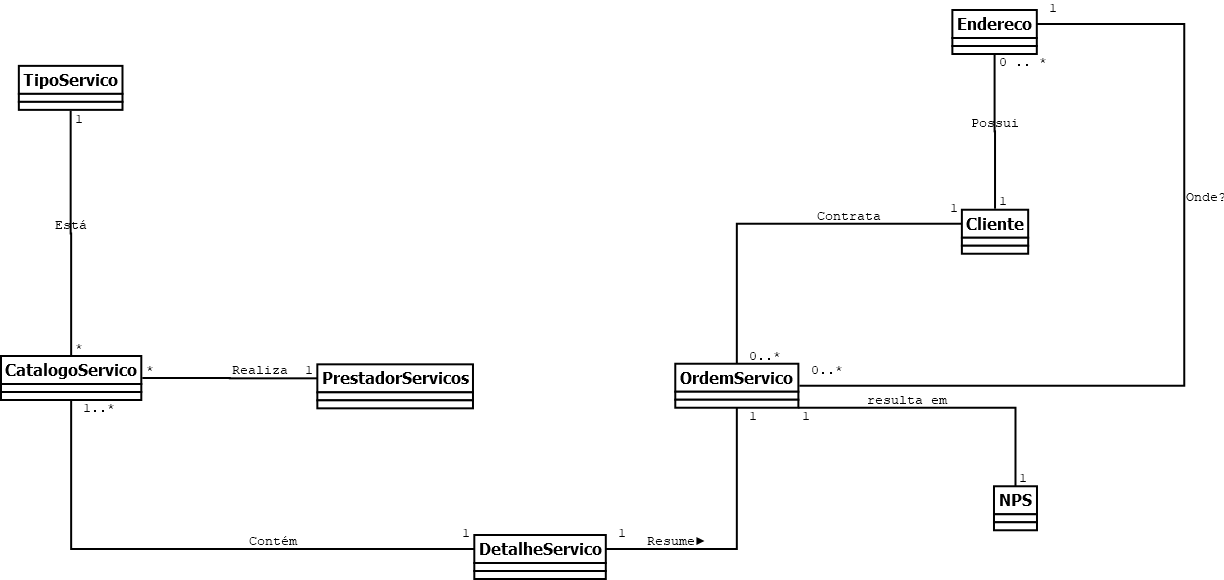 1
Endereco
0 .. *
TipoServico
1
Possui
Onde?
1
1
Cliente
Contrata
Está
*
0..*
CatalogoServico
*
Realiza
1
PrestadorServicos
OrdemServico
0..*
1..*
resulta em
1
1
1
NPS
1
Contém
DetalheServico
1
Resume►